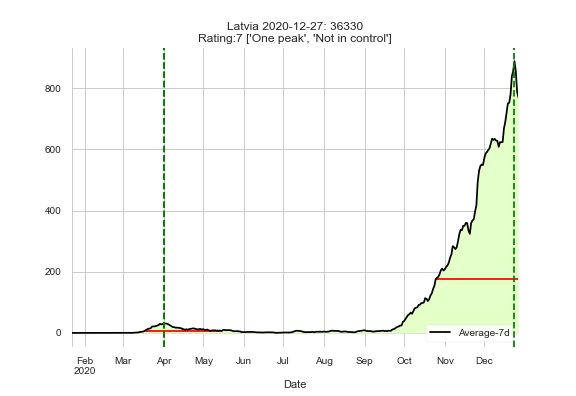 Latvia 2020-12-27: 36330
Rating:7 ['One peak', 'Not in control']
800
600
400
200
0
Average-7d
Feb Mar Apr May Jun Jul Aug Sep Oct Nov Dec
2020
Date